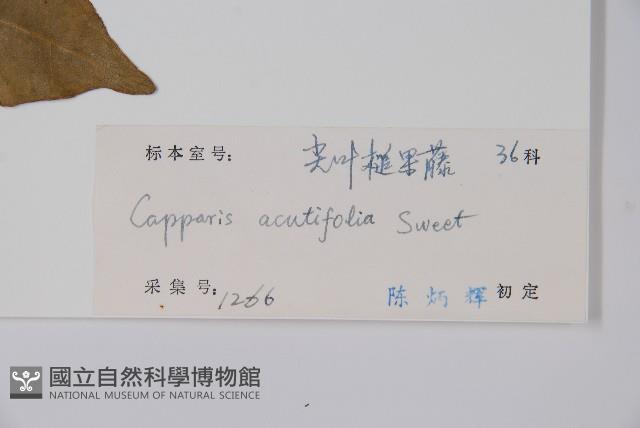 标本室号: 尖叶槌果藤 36科
Capparis acutifolia Sweet
采集号: 1266
陈炳辉 初定
國立自然科學博物館
NATIONAL MUSEUM OF NATURAL SCIENCE